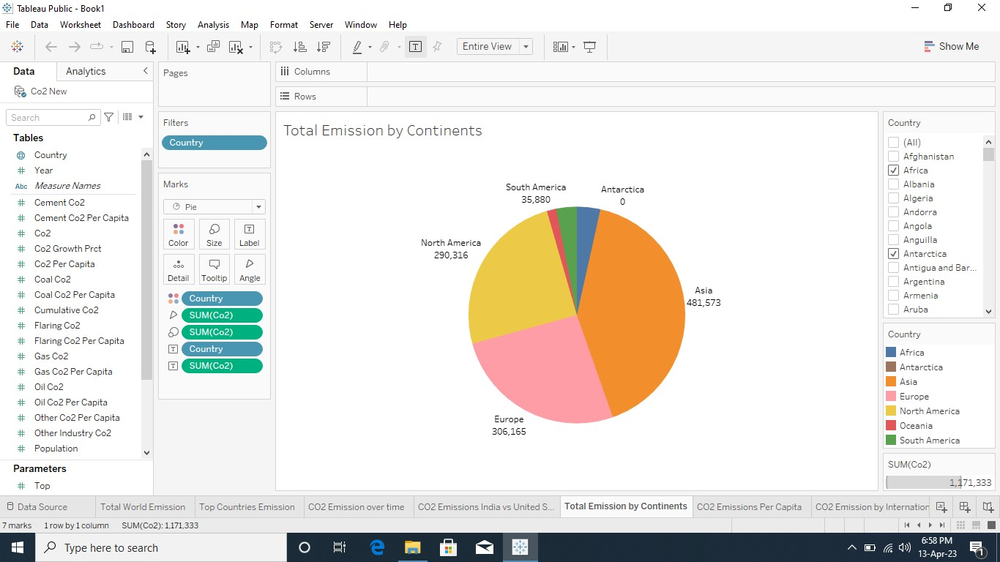 Tableau Public - Book1
File Data Worksheet Dashboard Story Analysis Map Format Server Window Help
Entire View
Show Me
Data Analytics
Co2 New
Search
Tables
Country
Year
Abc Measure Names
Cement Co2
Cement Co2 Per Capita
Co2
Co2 Growth Prct
Co2 Per Capita
Coal Co2
Coal Co2 Per Capita
Cumulative Co2
Flaring Co2
Flaring Co2 Per Capita
Gas Co2
Gas Co2 Per Capita
Oil Co2
Oil Co2 Per Capita
Other Co2 Per Capita
Other Industry Co2
Population
Parameters
Top
Pages
Filters
Country
Marks
Pie
Color Size Label
Detail Tooltip Angle
Country
SUM(Co2)
SUM(Co2)
Country
SUM(Co2)
Columns
Rows
Total Emission by Continents
South America
35,880
Antarctica
0
North America
290,316
Asia
481,573
Europe
306,165
Country
(All)
Afghanistan
Africa
Albania
Algeria
Andorra
Angola
Anguilla
Antarctica
Antigua and Bar...
Argentina
Armenia
Aruba
Country
Africa
Antarctica
Asia
Europe
North America
Oceania
South America
SUM(Co2)
1,171,333
Data Source Total World Emission Top Countries Emission CO2 Emission over time CO2 Emissions India vs United S... Total Emission by Continents CO2 Emissions Per Capita CO2 Emission by Internation
7 marks 1 row by 1 column SUM(Co2): 1,171,333
Type here to search
6:58 PM
13-Apr-23
1